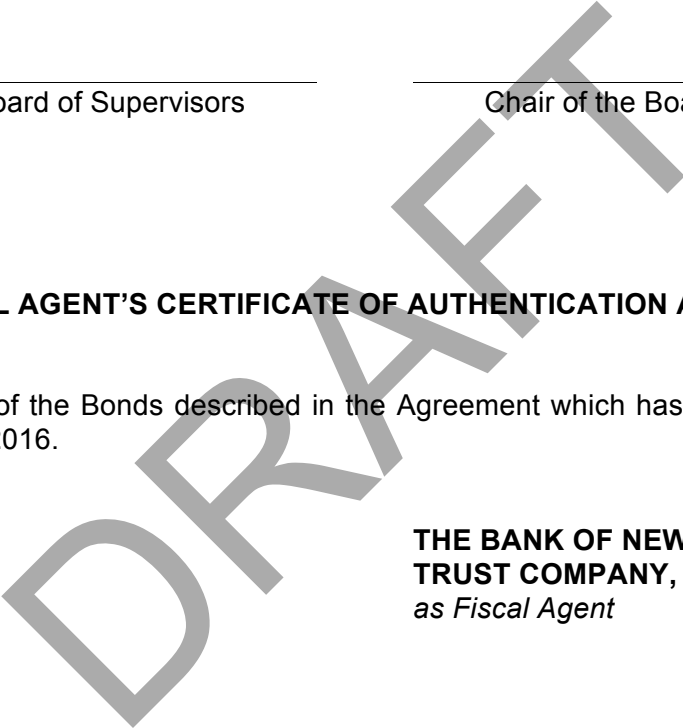 oard of Supervisors
Chair of the Boa
L AGENT’S CERTIFICATE OF AUTHENTICATION A
of the Bonds described in the Agreement which has
2016.
THE BANK OF NEW
TRUST COMPANY,
as Fiscal Agent
DRAFT